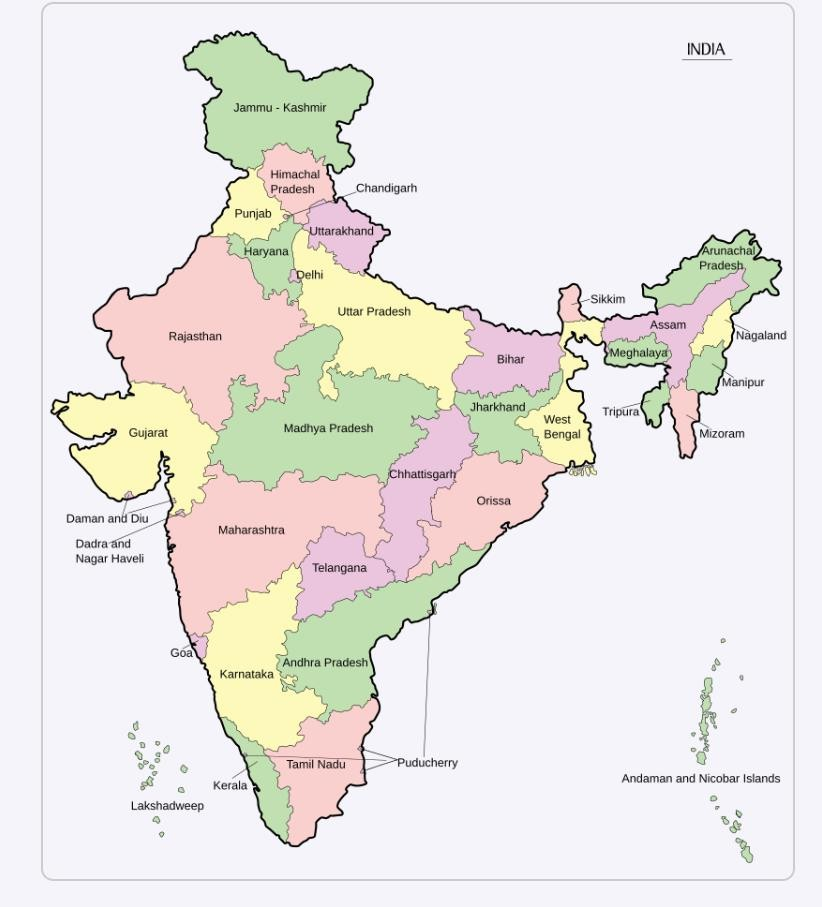 INDIA
Jammu - Kashmir
Himachal
Pradesh
Chandigarh
Punjab
Uttarakhand
Haryana
Delhi
Arunachal
Pradesh
Sikkim
Uttar Pradesh
Assam
Nagaland
Rajasthan
Bihar
Meghalaya
Manipur
Jharkhand
Tripura
West
Bengal
Gujarat
Madhya Pradesh
Mizoram
Chhattisgarh
Orissa
Daman and Diu
Maharashtra
Dadra and
Nagar Haveli
Telangana
Goa
Karnataka
Andhra Pradesh
Tamil Nadu
Puducherry
Kerala
Andaman and Nicobar Islands
Lakshadweep